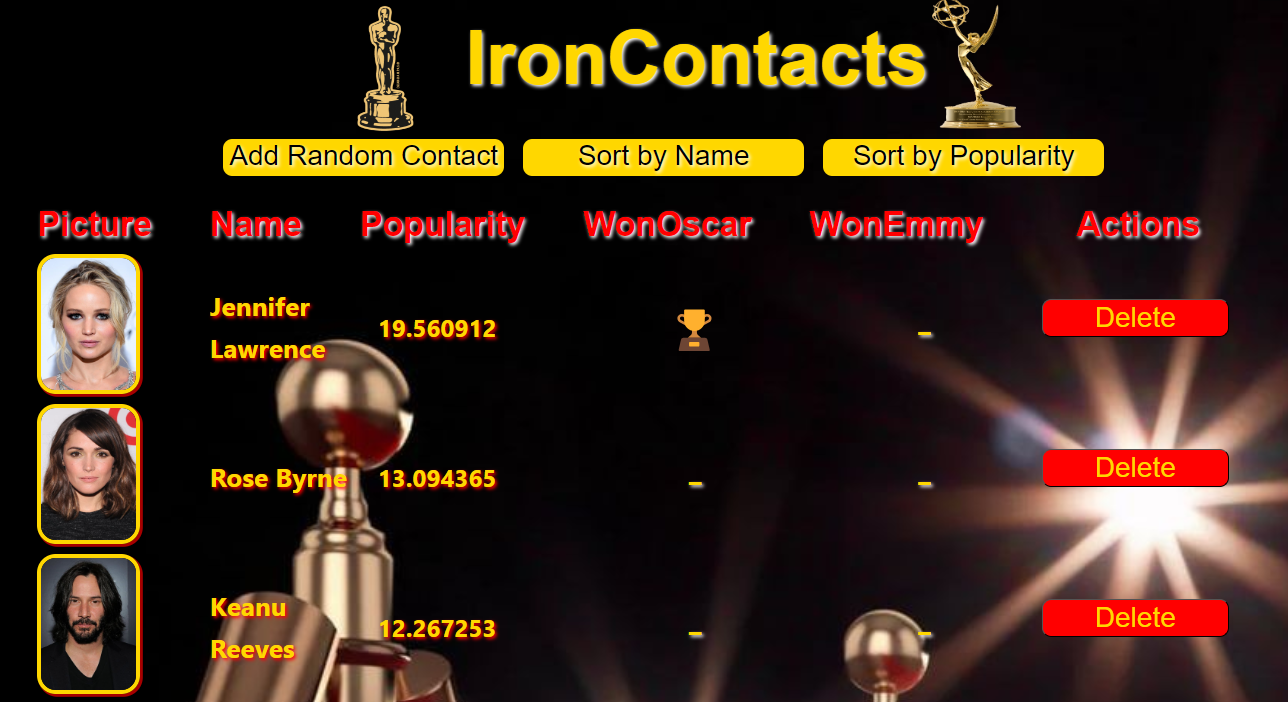 IronContacts
Add Random Contact Sort by Name Sort by Popularity
Picture Name Popularity WonOscar WonEmmy Actions
Jennifer
Lawrence
19.560912 - Delete
Rose Byrne 13.094365 - - Delete
Keanu
Reeves
12.267253 - - Delete